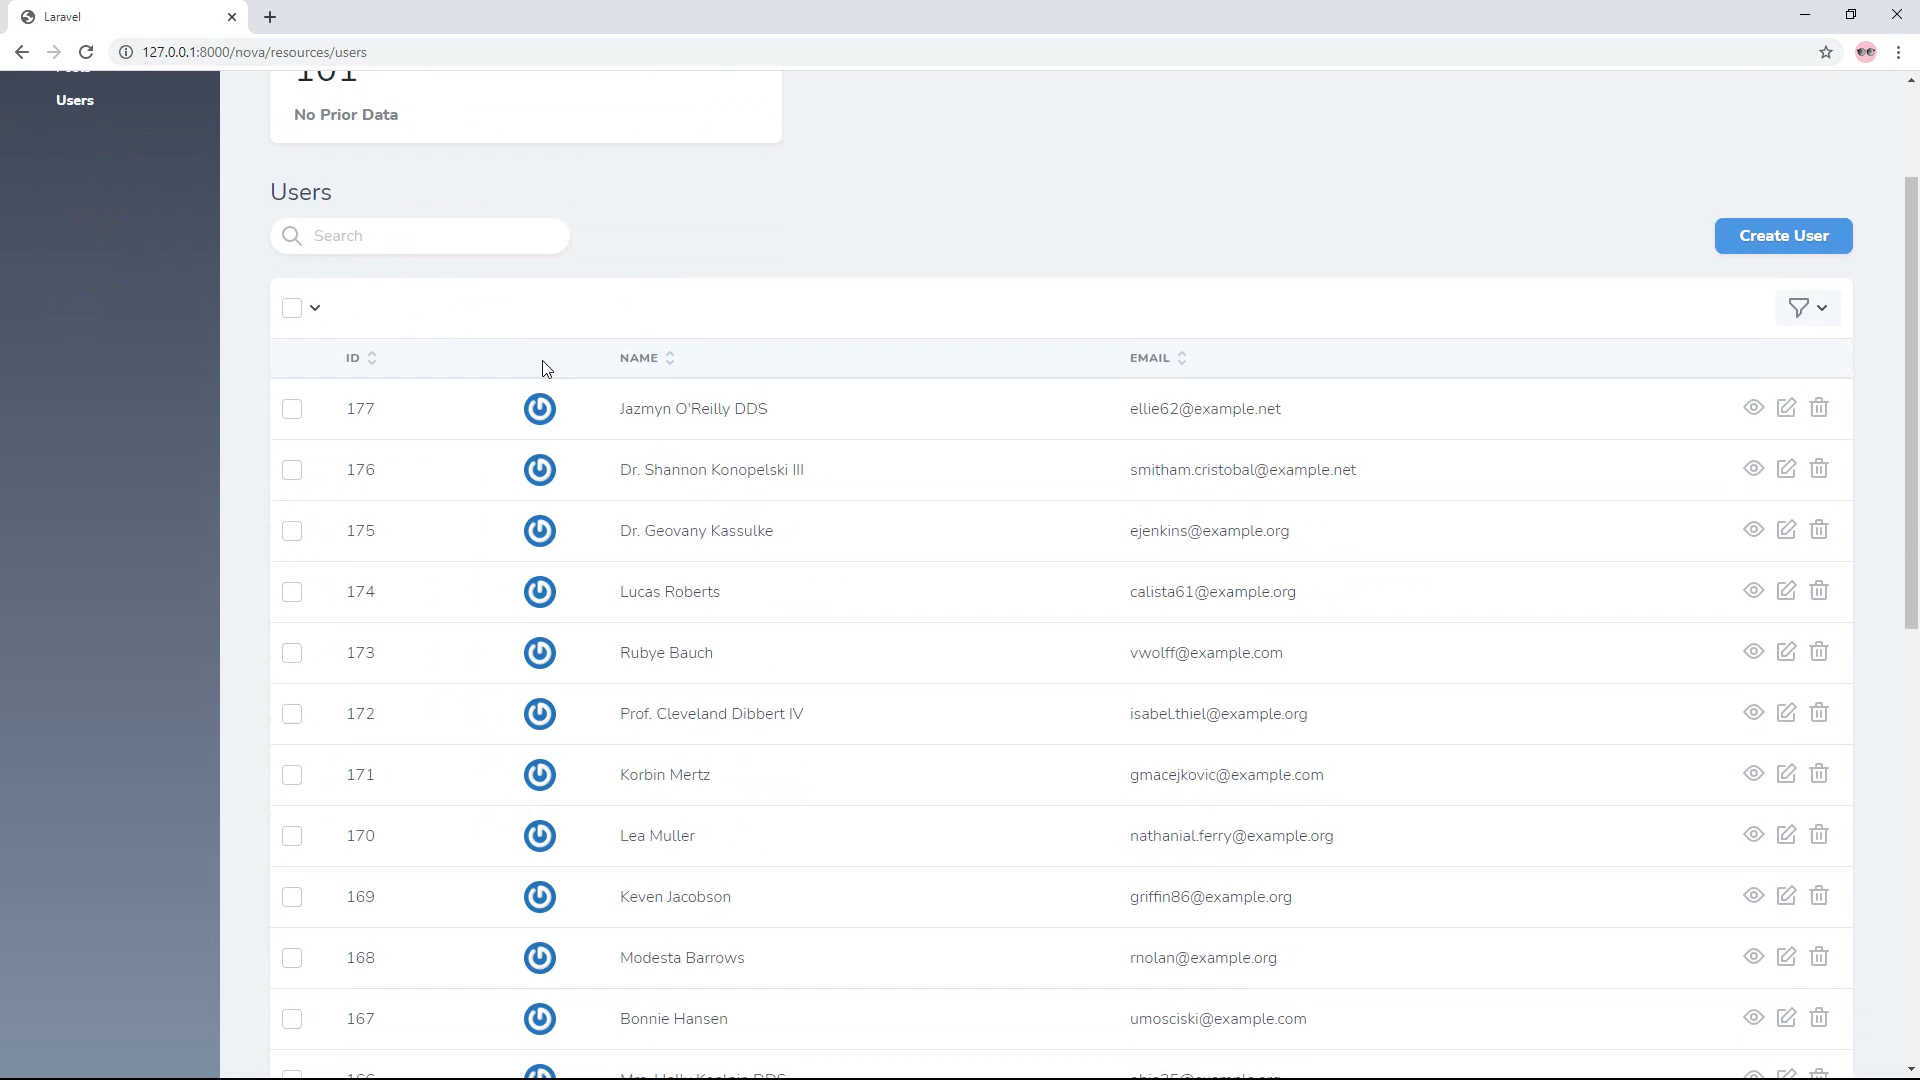 Laravel
127.0.0.1:8000/nova/resources/users
Users
No Prior Data
Users
Search
Create User
ID NAME EMAIL
177 Jazmyn O'Reilly DDS ellie62@example.net
176 Dr. Shannon Konopelski III smitham.cristobal@example.net
175 Dr. Geovany Kassulke ejenkins@example.org
174 Lucas Roberts calista61@example.org
173 Rubye Bauch vwolff@example.com
172 Prof. Cleveland Dibbert IV isabel.thiel@example.org
171 Korbin Mertz gmacejkovic@example.com
170 Lea Muller nathanial.ferry@example.org
169 Keven Jacobson griffin86@example.org
168 Modesta Barrows rnolan@example.org
167 Bonnie Hansen umosciski@example.com